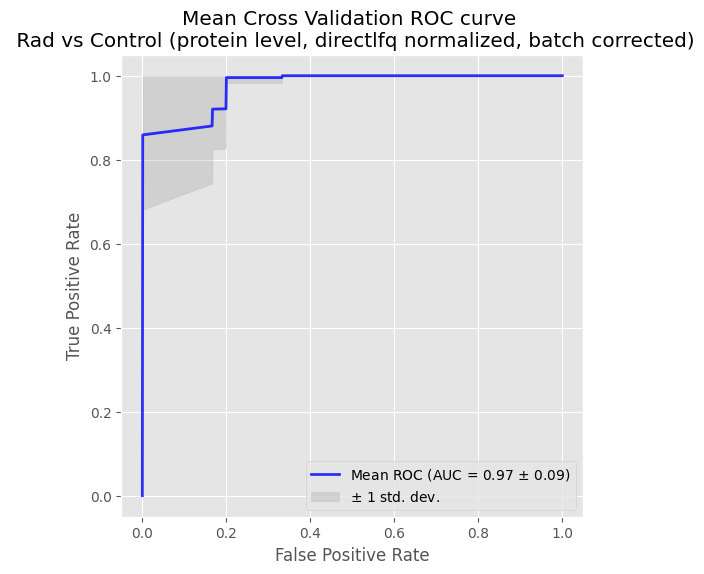 Mean Cross Validation ROC curve
Rad vs Control (protein level, directlfq normalized, batch corrected)
1.0
0.8
0.6
0.4
0.2
0.0
True Positive Rate
Mean ROC (AUC = 0.97 ± 0.09)
± 1 std. dev.
0.0 0.2 0.4 0.6 0.8 1.0
False Positive Rate